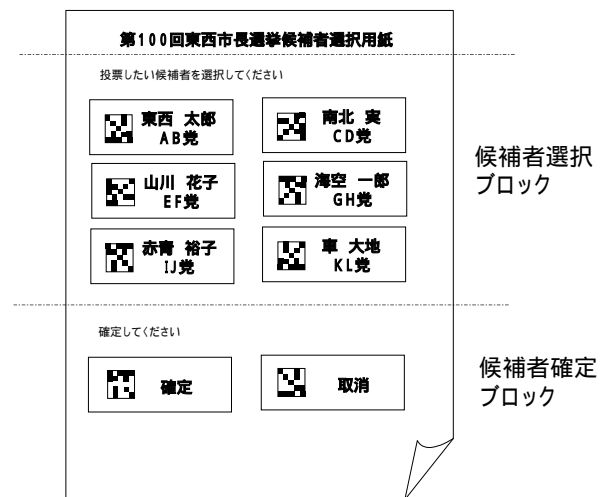 第100回東西市長選挙候補者選択用紙
投票したい候補者を選択してください
東西 太郎
AB党
南北 実
CD党
山川 花子
EF党
海空 一郎
GH党
赤青 裕子
IJ党
車 大地
KL党
候補者選択
ブロック
確定してください
確定
取消
候補者確定
ブロック